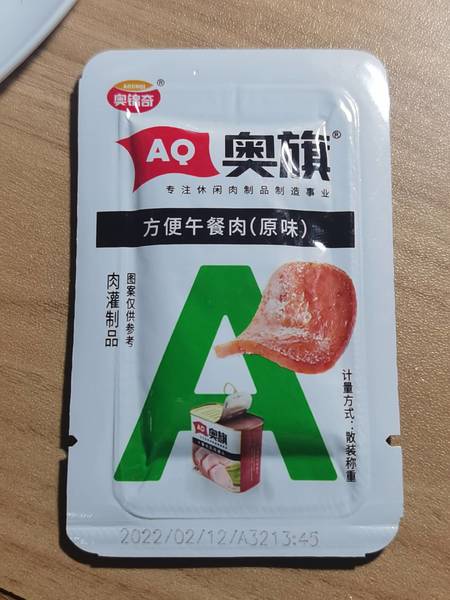 奥锦奇®
AQ 奥旗®
专注休闲肉制品制造事业
方便午餐肉(原味)
图案仅供参考
肉灌制品
计量方式:散装称重
AQ 奥旗
2022/02/12/A3213:45